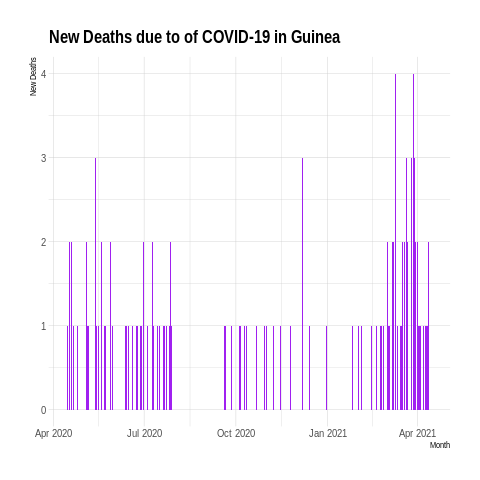 New Deaths due to of COVID-19 in Guinea
New Deaths
4
3
2
1
0
Apr 2020
Jul 2020
Oct 2020
Jan 2021
Apr 2021
Month